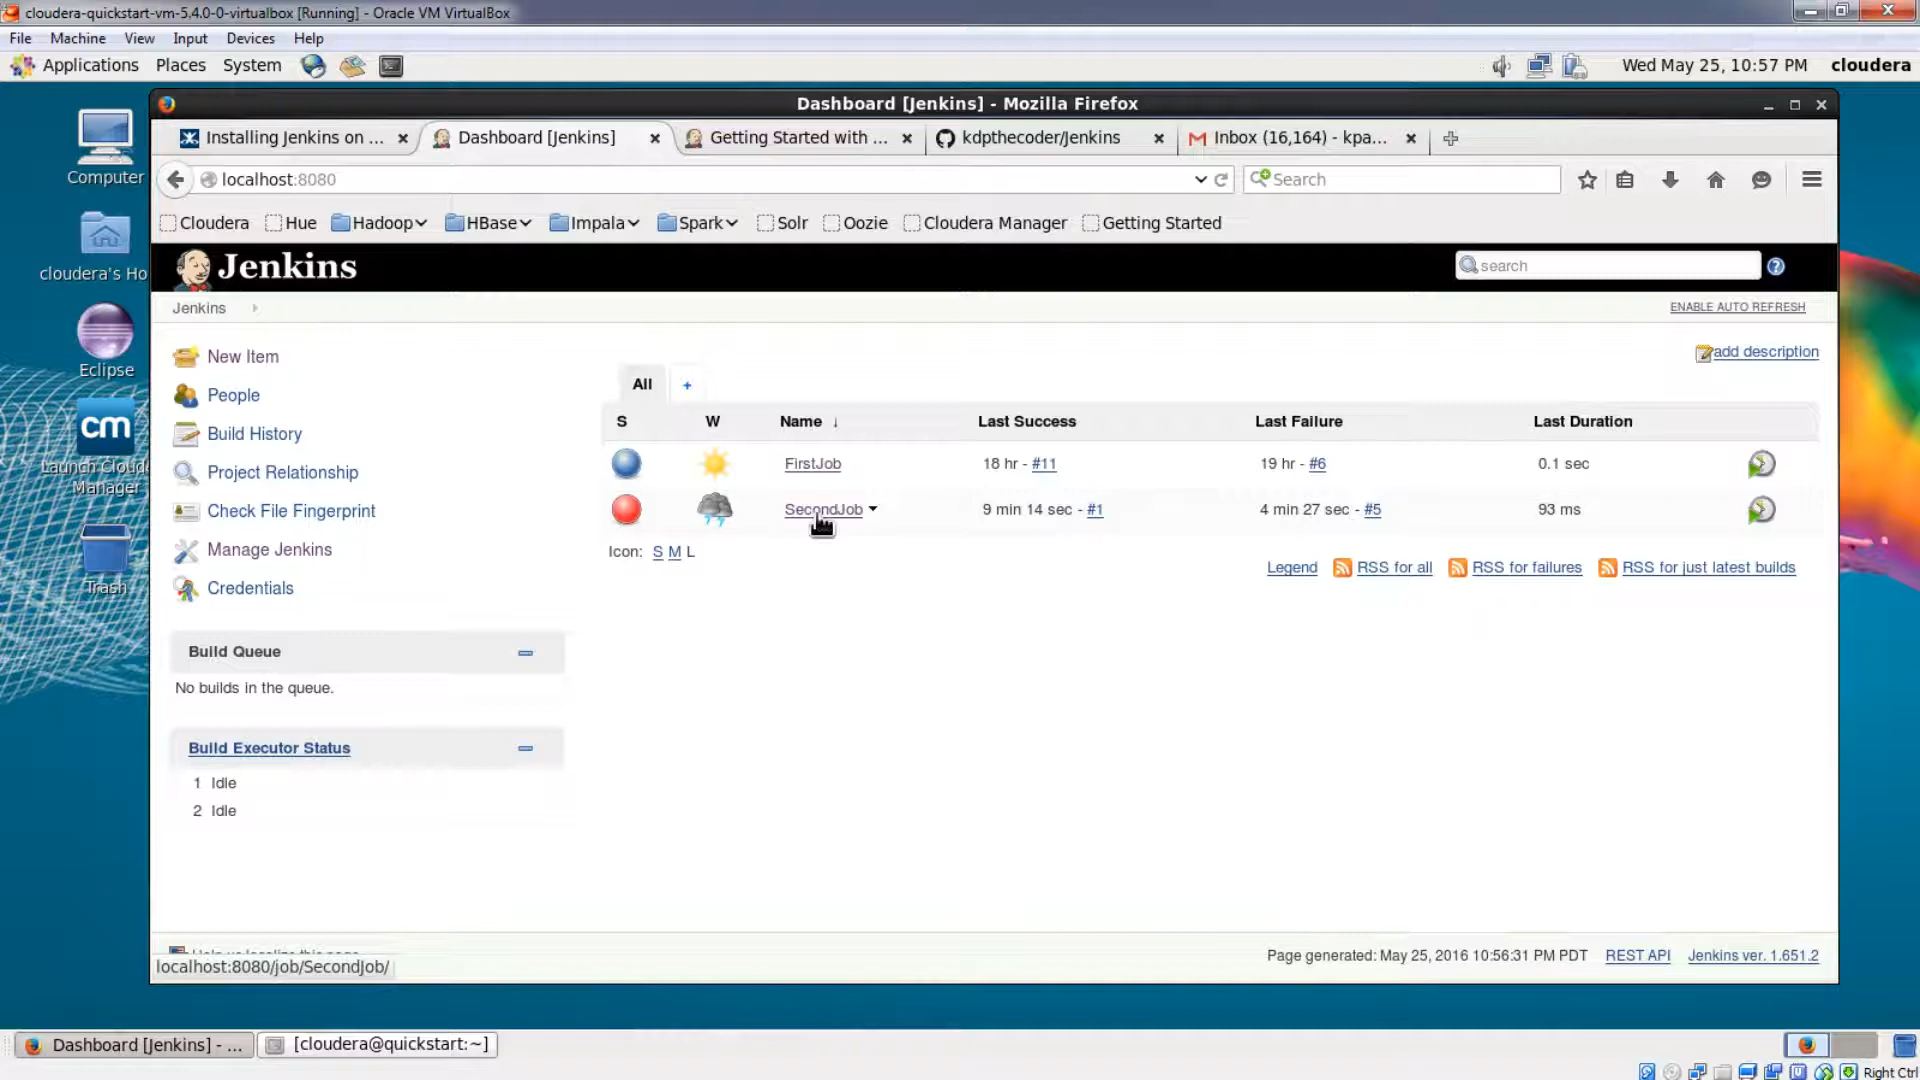 cloudera-quickstart-vm-5.4.0-0-virtualbox [Running] - Oracle VM VirtualBox
File Machine View Input Devices Help
Applications Places System Wed May 25, 10:57 PM cloudera
Dashboard [Jenkins] - Mozilla Firefox
Installing Jenkins on ... Dashboard [Jenkins] Getting Started with ... kdpthecoder/Jenkins Inbox (16,164) - kpa...
localhost:8080 Search
Cloudera Hue Hadoop HBase Impala Spark Solr Oozie Cloudera Manager Getting Started
Jenkins search
Jenkins ENABLE AUTO REFRESH
Computer
cloudera's Ho
Eclipse
cm
Launch Cloud
Manager
Trash
New Item
People
Build History
Project Relationship
Check File Fingerprint
Manage Jenkins
Credentials
Build Queue
No builds in the queue.
Build Executor Status
1 Idle
2 Idle
add description
All +
S W Name ↓ Last Success Last Failure Last Duration
FirstJob 18 hr - #11 19 hr - #6 0.1 sec
SecondJob 9 min 14 sec - #1 4 min 27 sec - #5 93 ms
Icon: S M L
Legend RSS for all RSS for failures RSS for just latest builds
Page generated: May 25, 2016 10:56:31 PM PDT REST API Jenkins ver. 1.651.2
localhost:8080/job/SecondJob/
Dashboard [Jenkins] - ... [cloudera@quickstart:~]
Right Ctrl